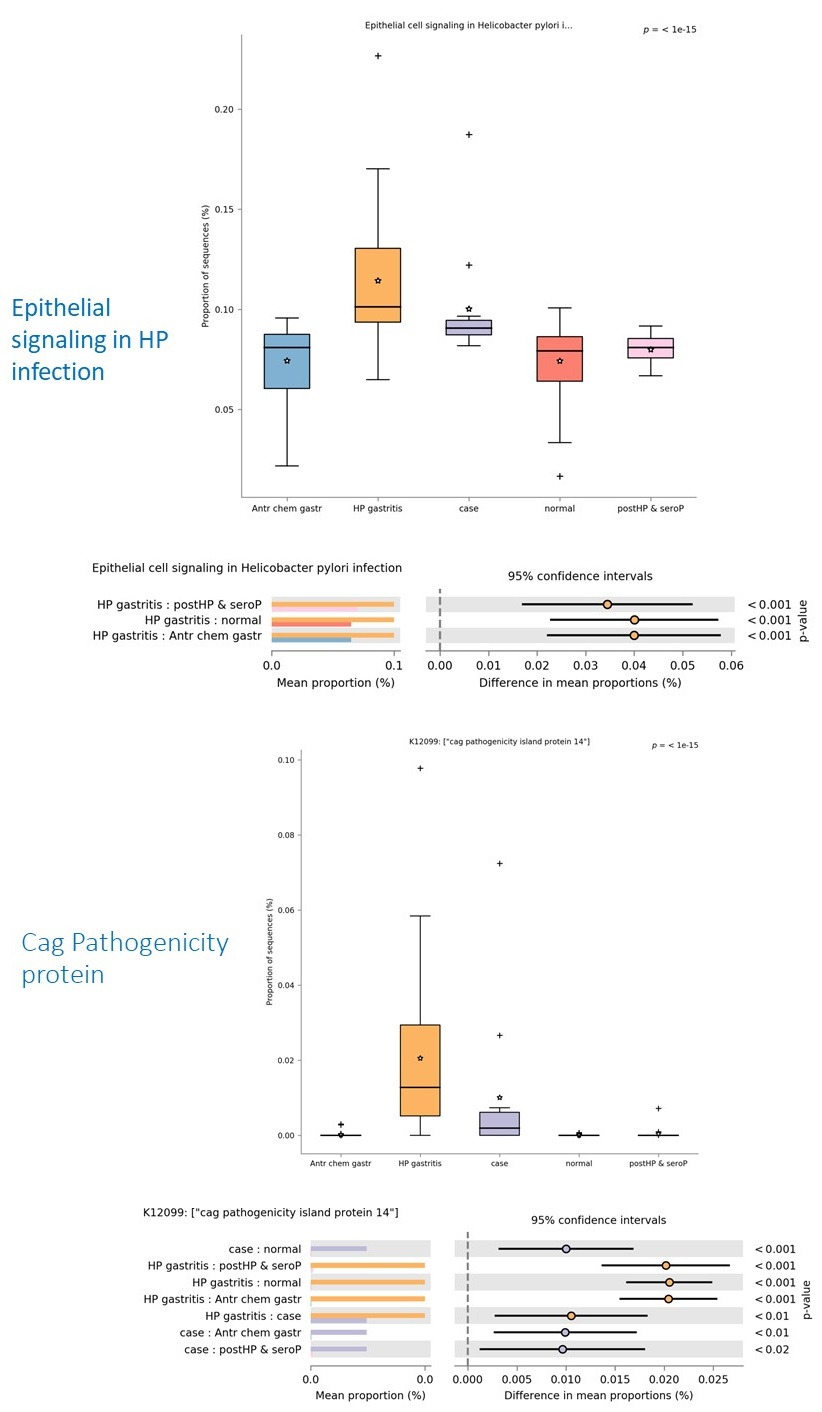 Epithelial cell signaling in Helicobacter pylori i...
p = < 1e-15
0.20
0.15
0.10
0.05
Proportion of sequences (%)
Antr chem gastr
HP gastritis
case
normal
postHP & seroP
Epithelial
signaling in HP
infection
Epithelial cell signaling in Helicobacter pylori infection
95% confidence intervals
HP gastritis : postHP & seroP
< 0.001
HP gastritis : normal
< 0.001
HP gastritis : Antr chem gastr
< 0.001
p-value
0.0
0.1
0.00
0.01
0.02
0.03
0.04
0.05
0.06
Mean proportion (%)
Difference in mean proportions (%)
K12099: ["cag pathogenicity island protein 14"]
p = < 1e-15
0.10
0.08
0.06
0.04
0.02
0.00
Proportion of sequences (%)
Antr chem gastr
HP gastritis
case
normal
postHP & seroP
Cag Pathogenicity
protein
K12099: ["cag pathogenicity island protein 14"]
95% confidence intervals
case : normal
< 0.001
HP gastritis : postHP & seroP
< 0.001
HP gastritis : normal
< 0.001
HP gastritis : Antr chem gastr
< 0.001
HP gastritis : case
< 0.01
case : Antr chem gastr
< 0.01
case : postHP & seroP
< 0.02
p-value
0.0
0.0
0.000
0.005
0.010
0.015
0.020
0.025
Mean proportion (%)
Difference in mean proportions (%)